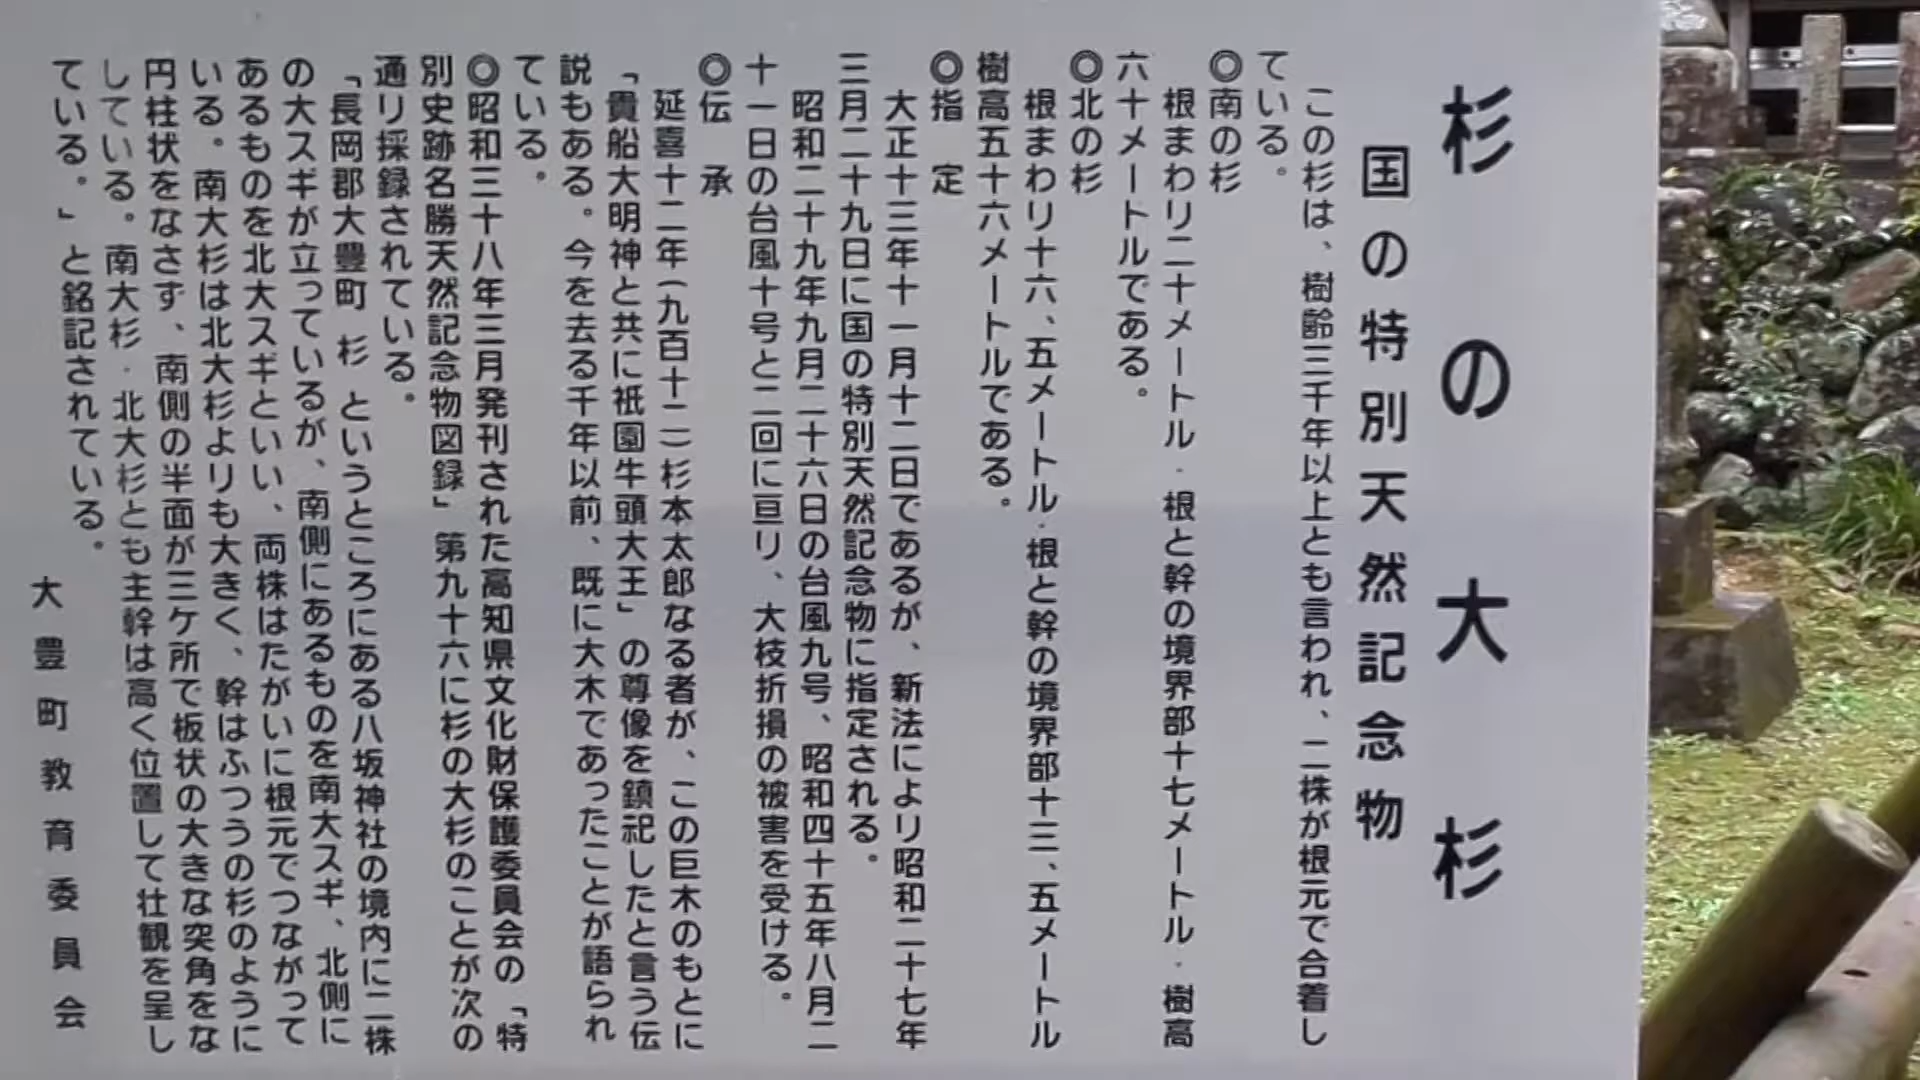 杉の大杉
国の特別天然記念物
この杉は、樹齢三千年以上とも言われ、二株が根元で合着し
ている。
◎南の杉
根まわり二十メートル・根と幹の境界部十七メートル・樹高
六十メートルである。
◎北の杉
根まわり十六、五メートル・根と幹の境界部十三、五メートル
樹高五十六メートルである。
◎指 定
大正十三年十一月十二日であるが、新法により昭和二十七年
三月二十九日に国の特別天然記念物に指定される。
昭和二十九年九月二十六日の台風九号、昭和四十五年八月二
十一日の台風十号と二回に亘り、大枝折損の被害を受ける。
◎伝 承
延喜十二年(九百十二)杉本太郎なる者が、この巨木のもとに
「貴船大明神と共に祇園牛頭大王」の尊像を鎮祀したと言う伝
説もある。今を去る千年以前、既に大木であったことが語られ
ている。
◎昭和三十八年三月発刊された高知県文化財保護委員会の「特
別史跡名勝天然記念物図録」第九十六に杉の大杉のことが次の
通り採録されている。
「長岡郡大豊町 杉 というところにある八坂神社の境内に二株
の大スギが立っているが、南側にあるものを南大スギ、北側に
あるものを北大スギといい、両株はたがいに根元でつながって
いる。南大杉は北大杉よりも大きく、幹はふつうの杉のように
円柱状をなさず、南側の半面が三ケ所で板状の大きな突角をな
している。南大杉・北大杉とも主幹は高く位置して壮観を呈し
ている。」と銘記されている。
大豊町教育委員会